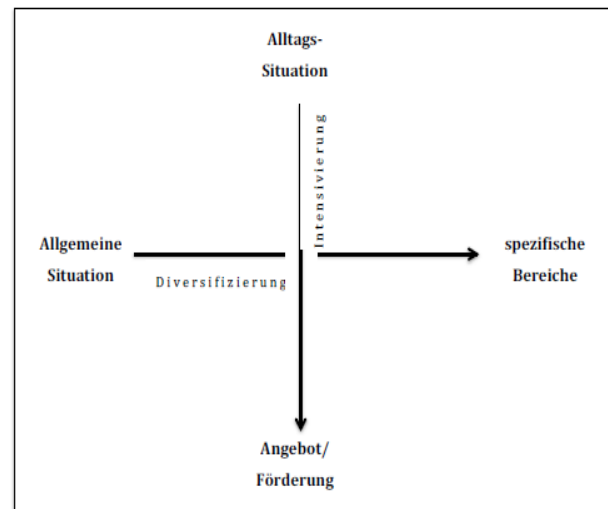 Alltags-
Situation
Intensivierung
Allgemeine
Situation
spezifische
Bereiche
Diversifizierung
Angebot/
Förderung